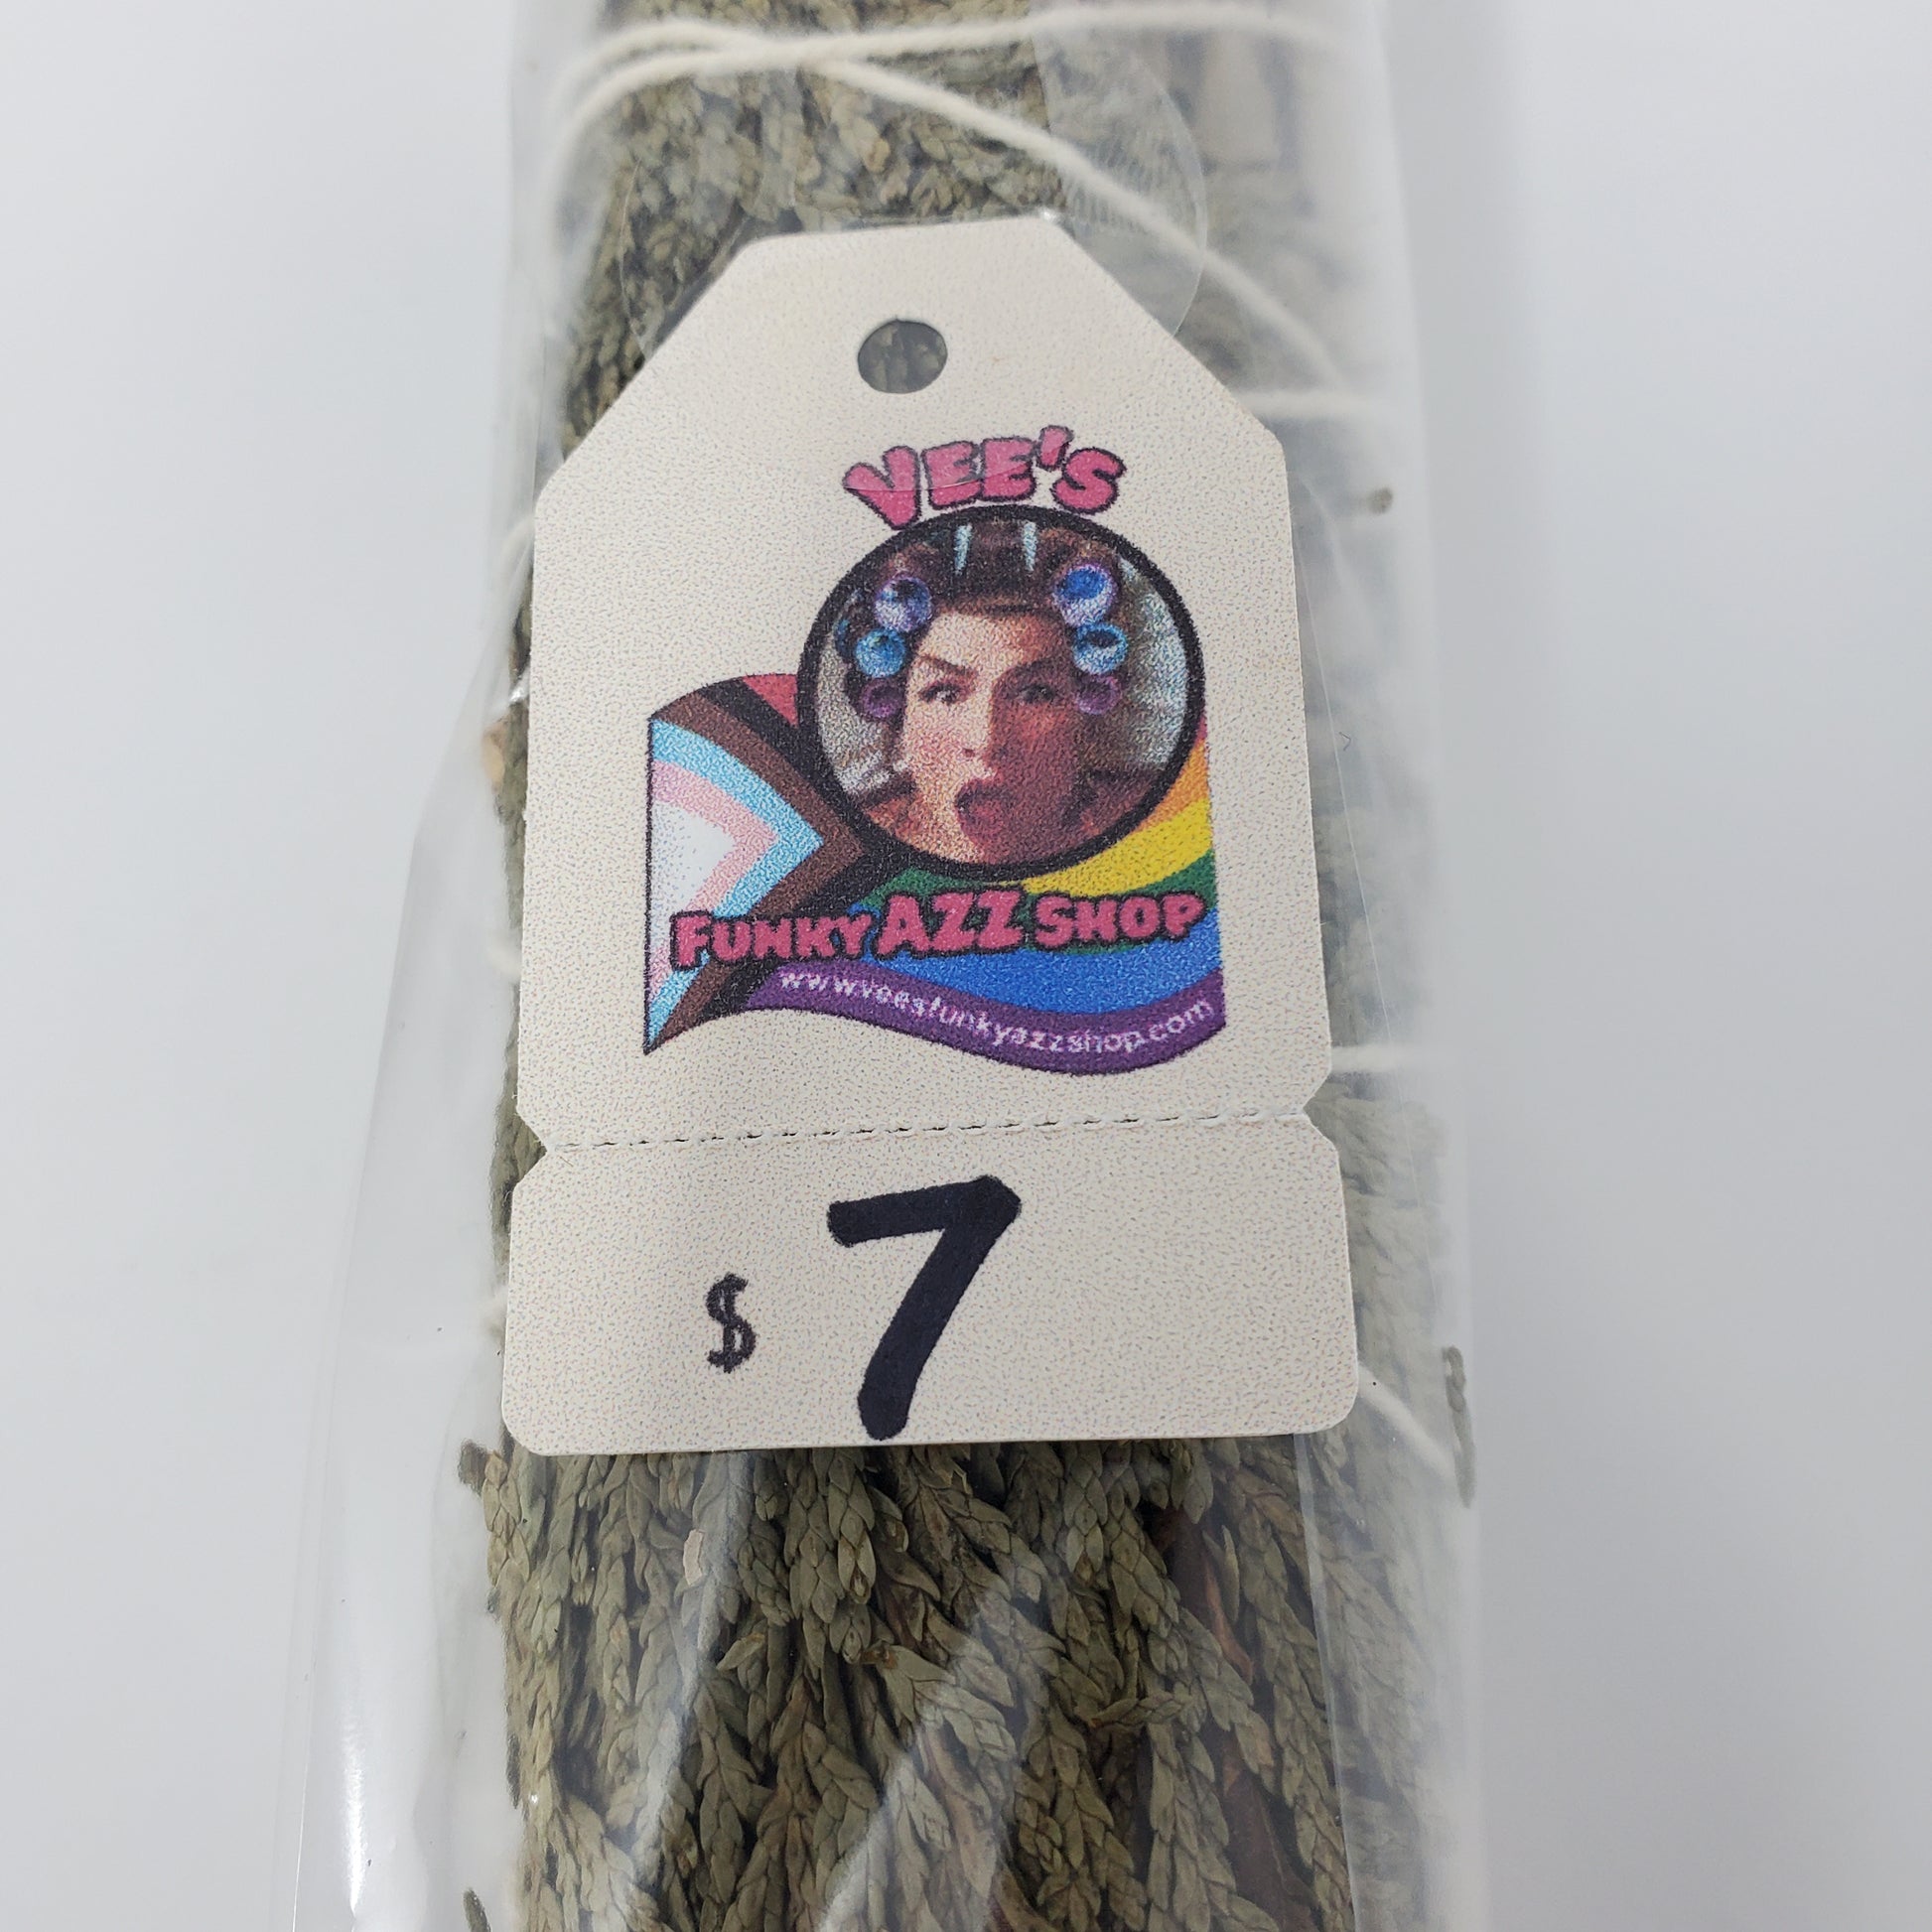 VEE'S
FUNKY AZZ SHOP
www.veesfunkyazzshop.com
$ 7